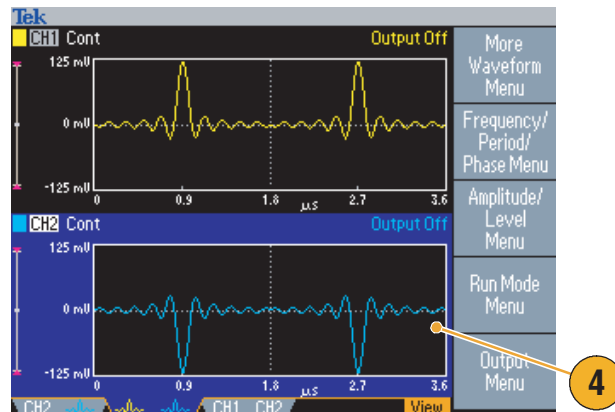 Tek
CH1 Cont Output Off
125 mV
0 mV
-125 mV
0 0.9 1.8 µs 2.7 3.6
CH2 Cont Output Off
125 mV
0 mV
-125 mV
0 0.9 1.8 µs 2.7 3.6
CH2 CH1 CH2 View
More
Waveform
Menu
Frequency/
Period/
Phase Menu
Amplitude/
Level
Menu
Run Mode
Menu
Output
Menu
4